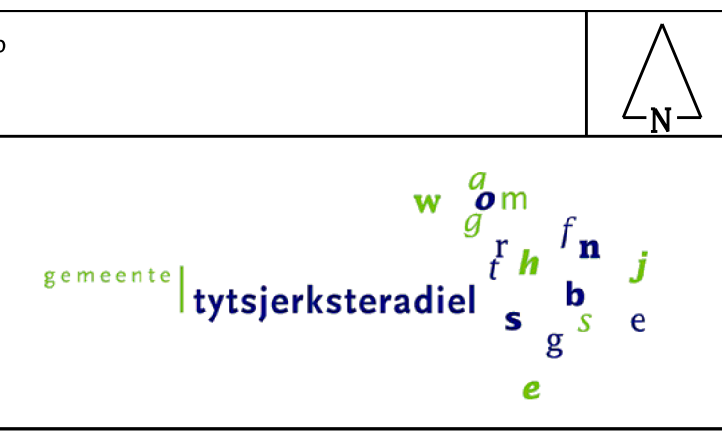 N
gemeente
tytsjerksteradiel
w a o m
g
r f n
t h j
b
s s e
g
e